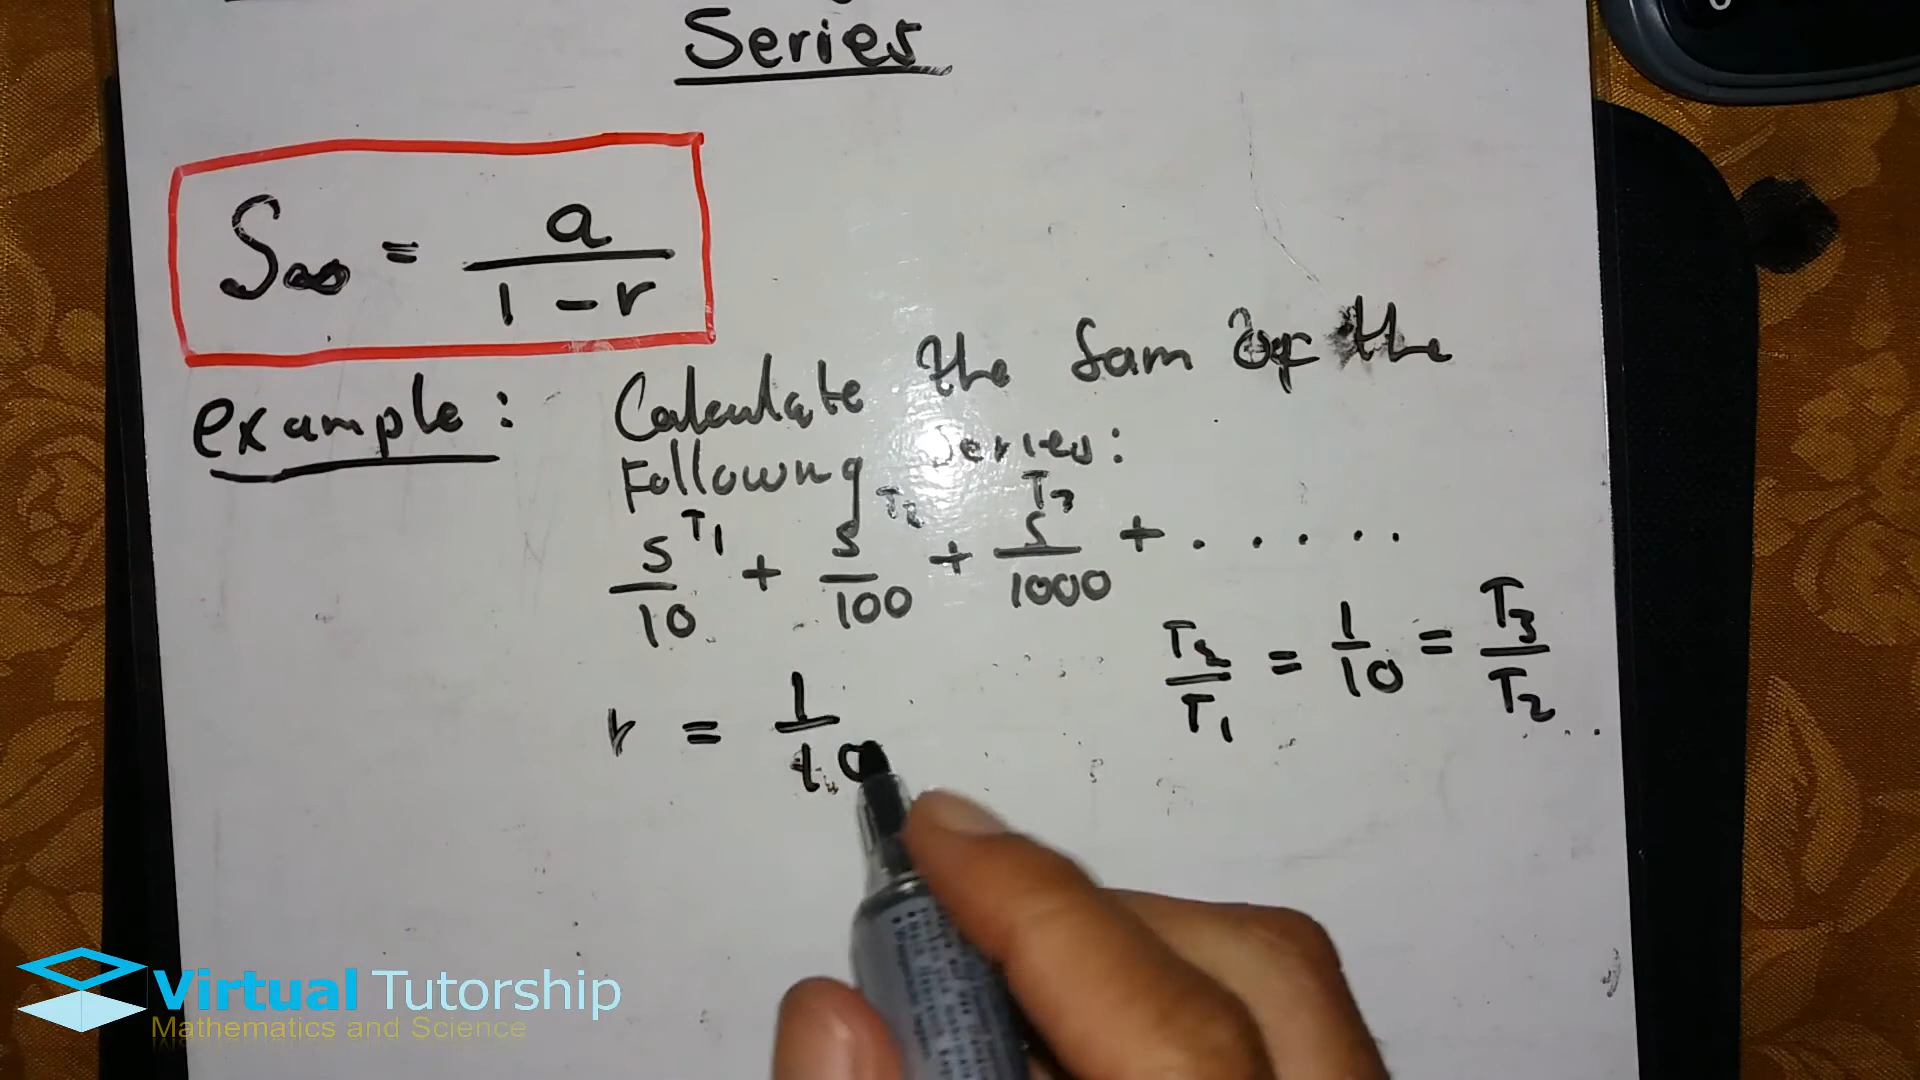 Series
S∞ = a / 1 - r
example: Calculate the sum of the
Following Series:
T1 T2 T3
5/10 + 5/100 + 5/1000 + . . . . .
T2/T1 = 1/10 = T3/T2 ...
r = 1/10
Virtual Tutorship
Mathematics and Science